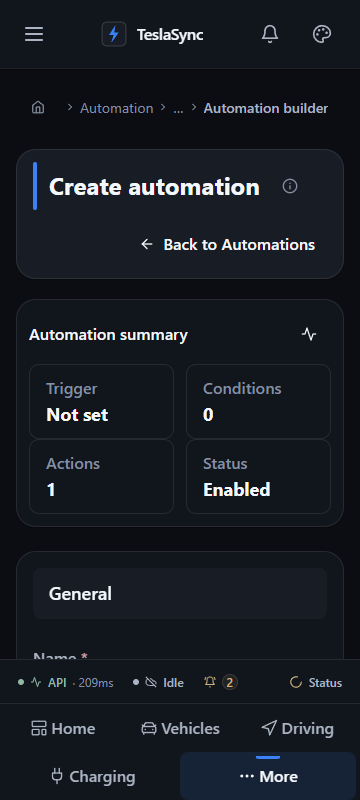 TeslaSync
Automation ... Automation builder
Create automation
Back to Automations
Automation summary
Trigger Conditions
Not set 0
Actions Status
1 Enabled
General
Name *
API · 209ms Idle 2 Status
Home Vehicles Driving
Charging More